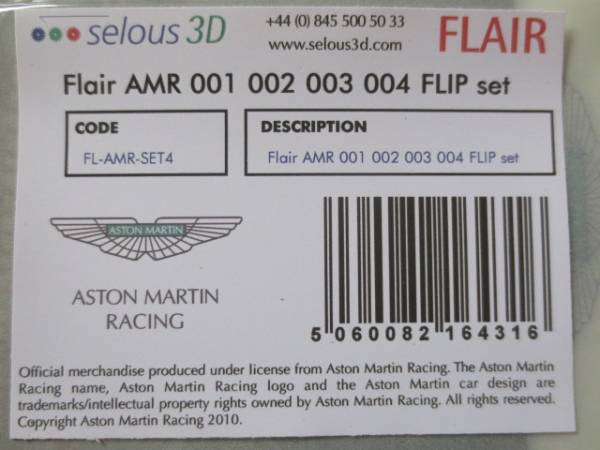 selous 3D
+44 (0) 845 500 50 33
www.selous3d.com
FLAIR
Flair AMR 001 002 003 004 FLIP set
CODE
FL-AMR-SET4
DESCRIPTION
Flair AMR 001 002 003 004 FLIP set
ASTON MARTIN
ASTON MARTIN
RACING
5 060082 164316
Official merchandise produced under license from Aston Martin Racing. The Aston Martin
Racing name, Aston Martin Racing logo and the Aston Martin car design are
trademarks/intellectual property rights owned by Aston Martin Racing. All rights reserved.
Copyright Aston Martin Racing 2010.